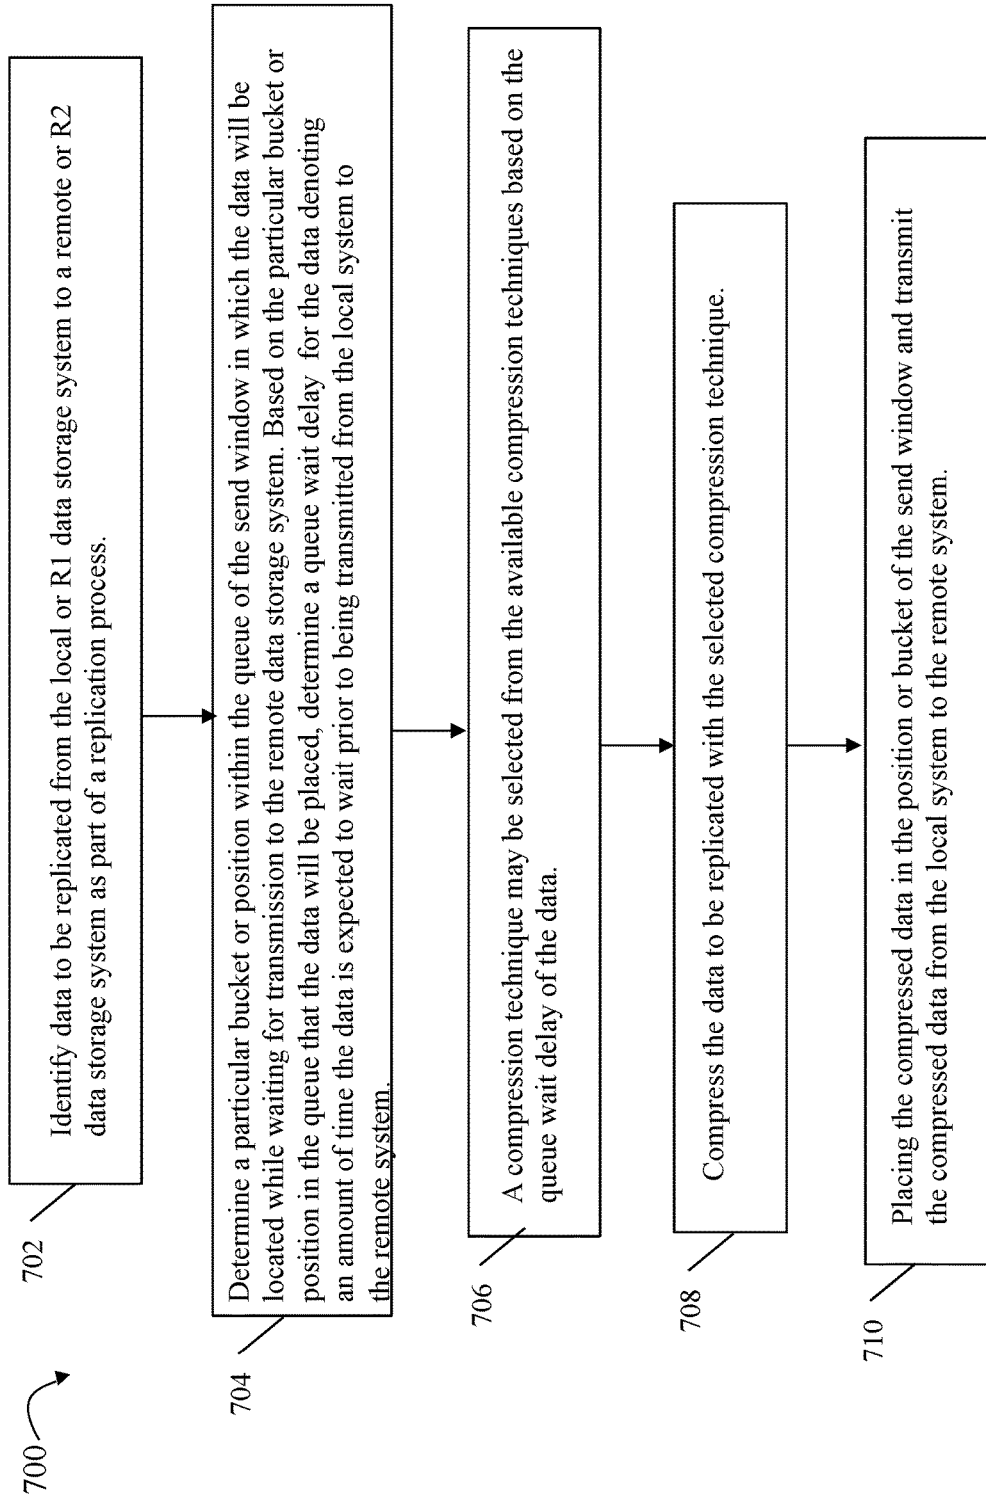 700
702
Identify data to be replicated from the local or R1 data storage system to a remote or R2
data storage system as part of a replication process.
704
Determine a particular bucket or position within the queue of the send window in which the data will be
located while waiting for transmission to the remote data storage system. Based on the particular bucket or
position in the queue that the data will be placed, determine a queue wait delay for the data denoting
an amount of time the data is expected to wait prior to being transmitted from the local system to
the remote system.
706
A compression technique may be selected from the available compression techniques based on the
queue wait delay of the data.
708
Compress the data to be replicated with the selected compression technique.
710
Placing the compressed data in the position or bucket of the send window and transmit
the compressed data from the local system to the remote system.